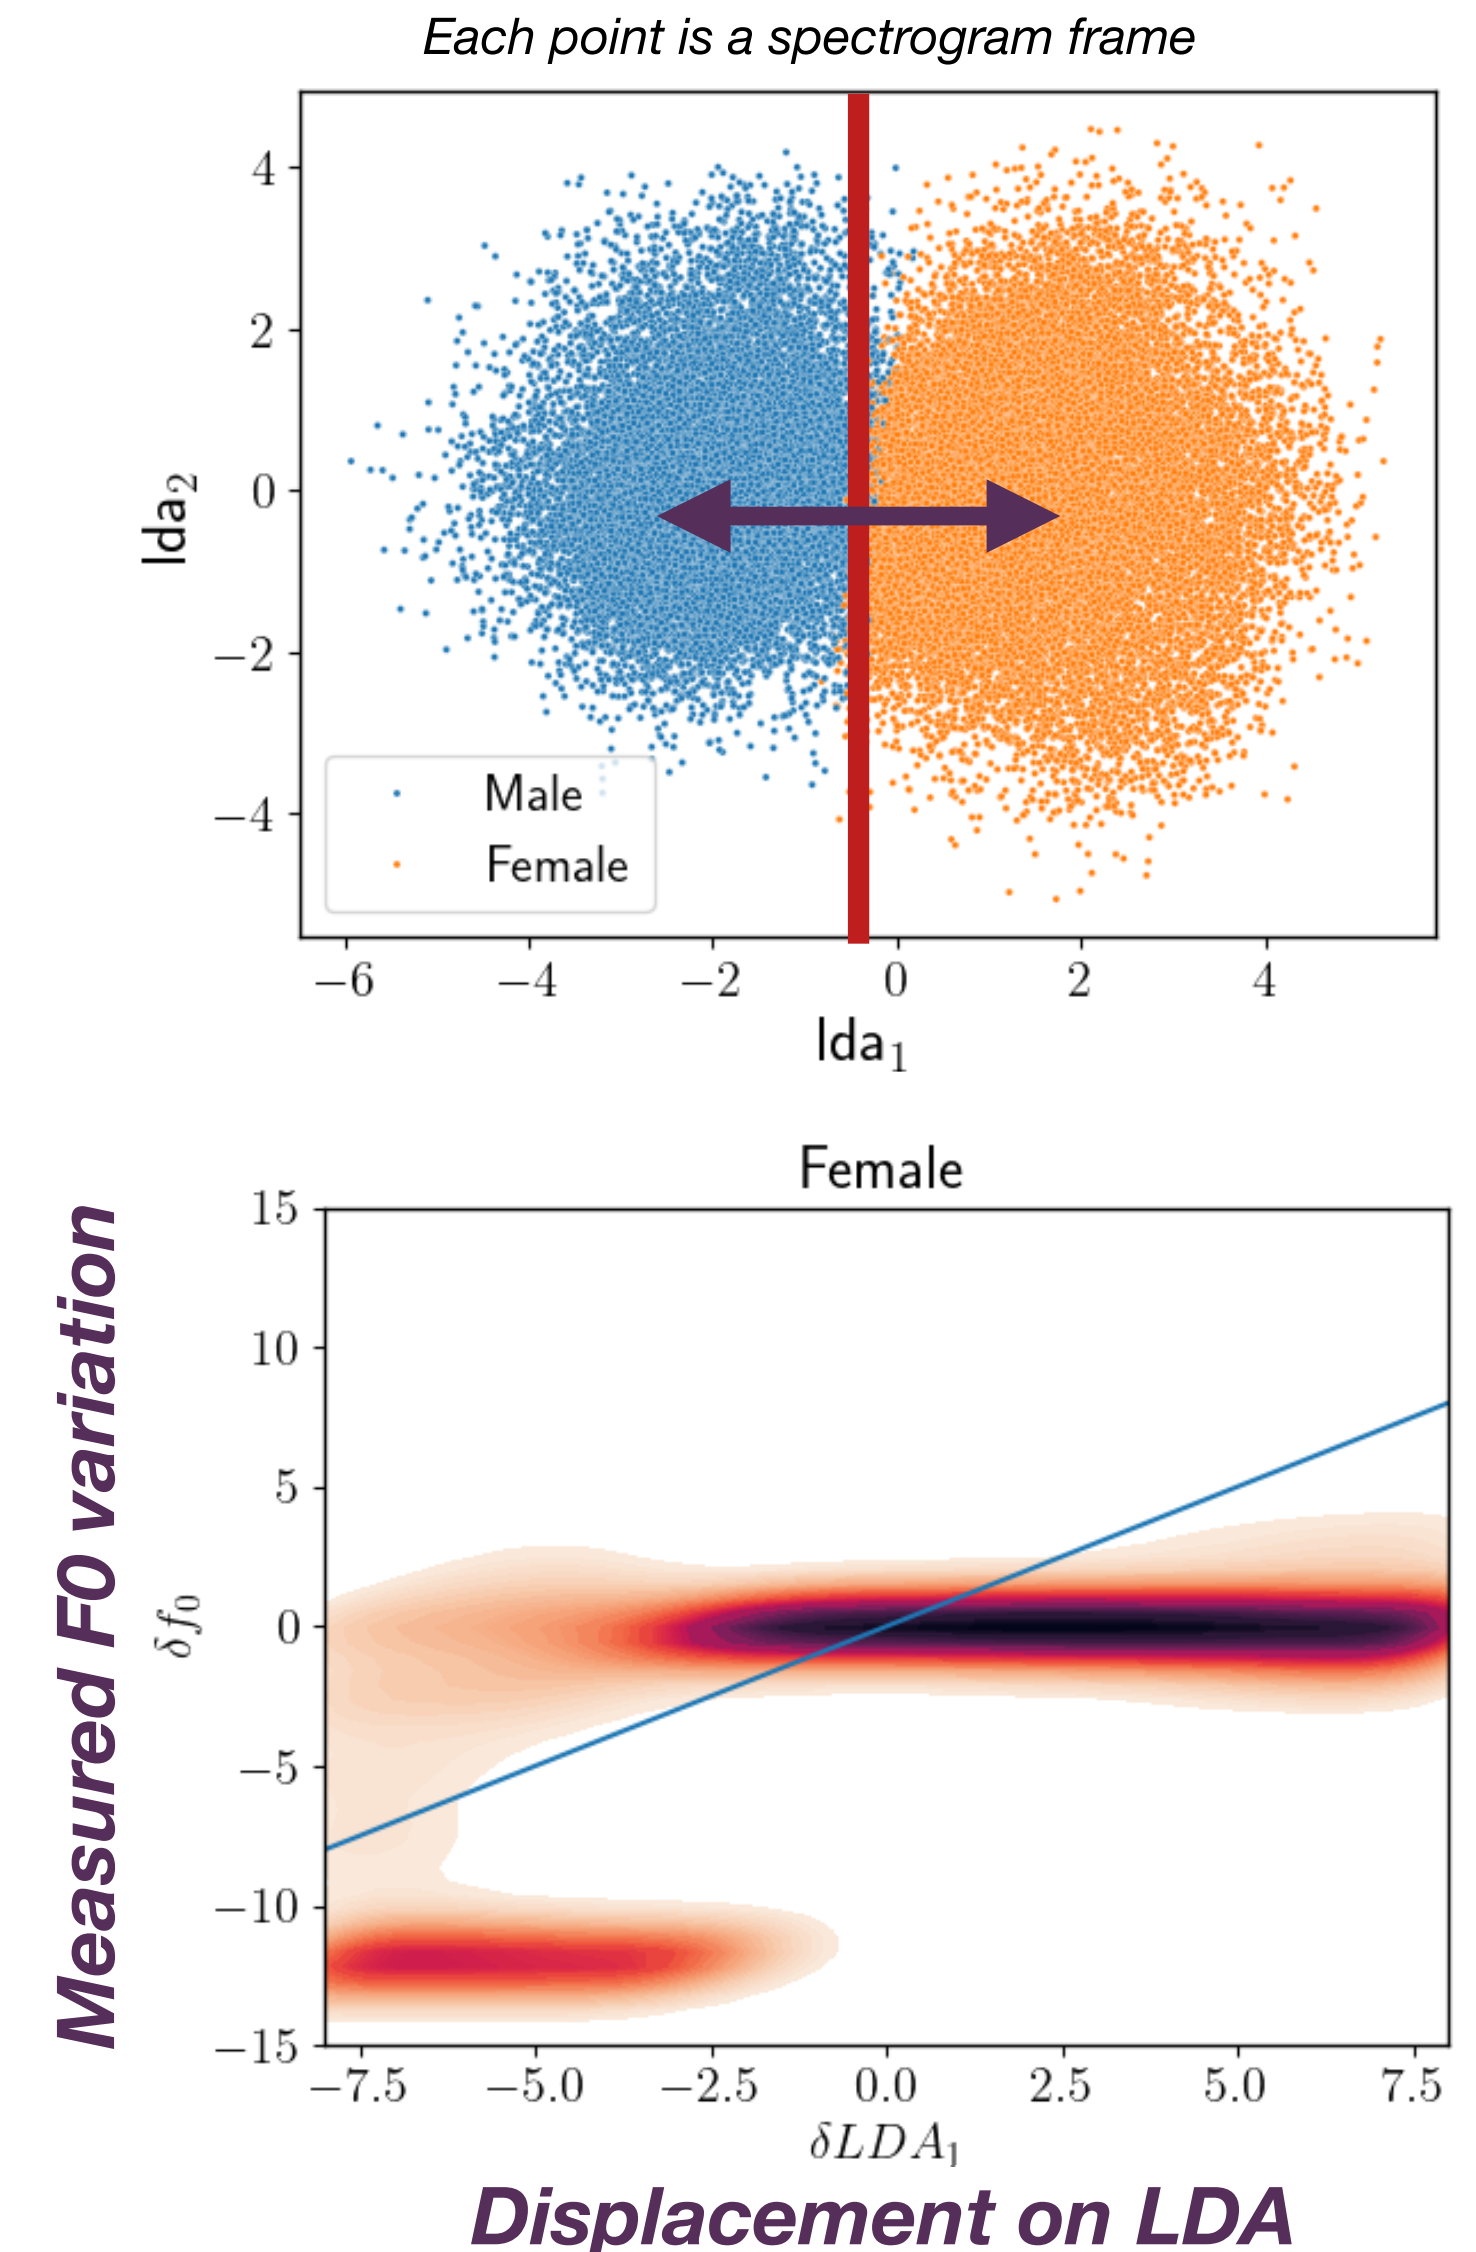 Each point is a spectrogram frame
4
2
0
−2
−4
lda₂
Male
Female
−6 −4 −2 0 2 4
lda₁
Female
Measured F0 variation
δf₀
15
10
5
0
−5
−10
−15
−7.5 −5.0 −2.5 0.0 2.5 5.0 7.5
δLDA₁
Displacement on LDA